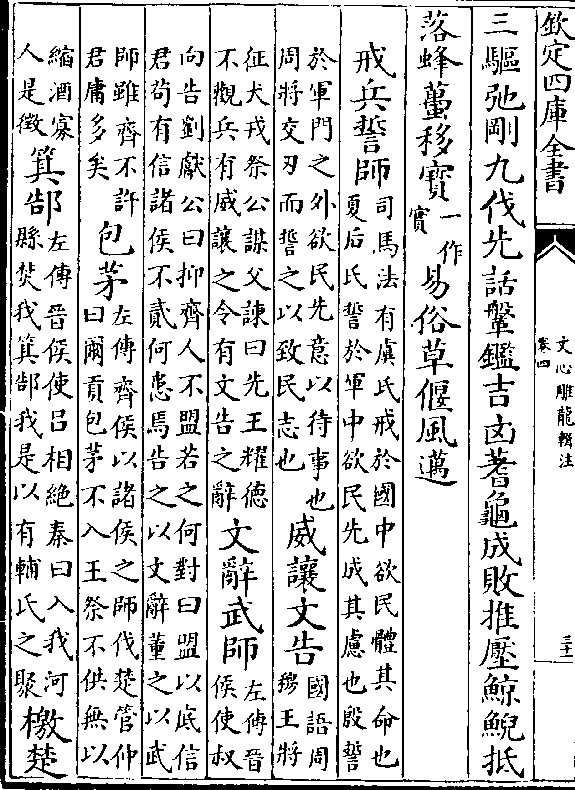 欽定四庫全書
文心雕龍輯注
卷四
三十一
三驅弛剛九伐先話鞶鑑吉凶蓍龜成敗推壓鯨鯢抵
落蜂蠆移寳一作實易俗草偃風邁
戒兵誓師
司馬法有虞氏戒於國中欲民體其命也
夏后氏誓於軍中欲民先成其慮也殷誓
於軍門之外欲民先意以待事也
周將交刃而誓之以致民志也
威讓文告
國語周
穆王將
征犬戎祭公謀父諫曰先王耀德
不觀兵有威讓之令有文告之辭
文辭武師
左傳晉
侯使叔
向告劉獻公曰抑齊人不盟若之何對曰盟以底信
君苟有信諸侯不貳何患焉告之以文辭董之以武
師雖齊不許
君庸多矣
包茅
左傳齊侯以諸侯之師伐楚管仲
曰爾貢包茅不入王祭不供無以
縮酒寡
人是徵
箕郜
左傳晉侯使吕相絶秦曰入我河
縣焚我箕郜我是以有輔氏之聚
檄楚